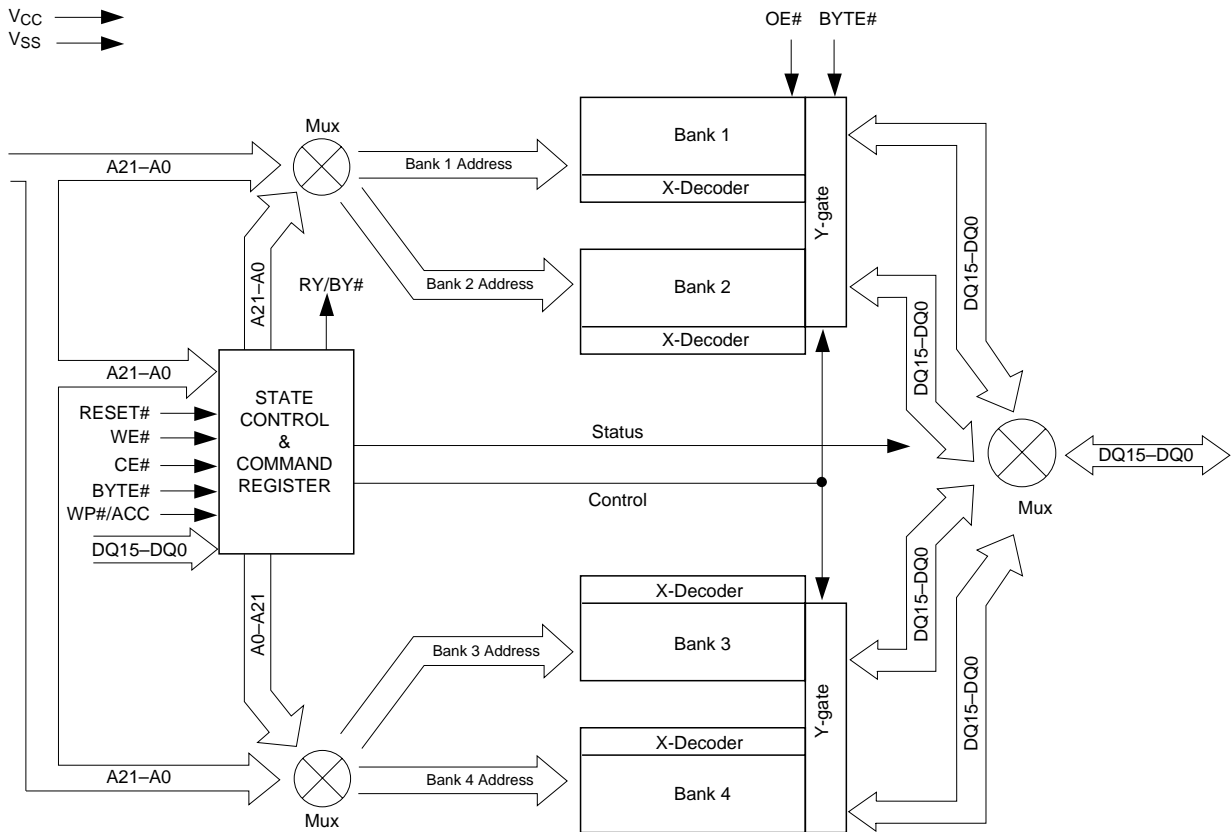 VCC
VSS
OE# BYTE#
Mux
A21–A0
Bank 1 Address
Bank 1
X-Decoder
Y-gate
DQ15–DQ0
A21–A0
RY/BY#
Bank 2 Address
Bank 2
X-Decoder
DQ15–DQ0
A21–A0
RESET#
WE#
CE#
BYTE#
WP#/ACC
DQ15–DQ0
STATE
CONTROL
&
COMMAND
REGISTER
Status
Control
DQ15–DQ0
Mux
A0–A21
Bank 3 Address
X-Decoder
Bank 3
Y-gate
DQ15–DQ0
DQ15–DQ0
A21–A0
Mux
Bank 4 Address
X-Decoder
Bank 4